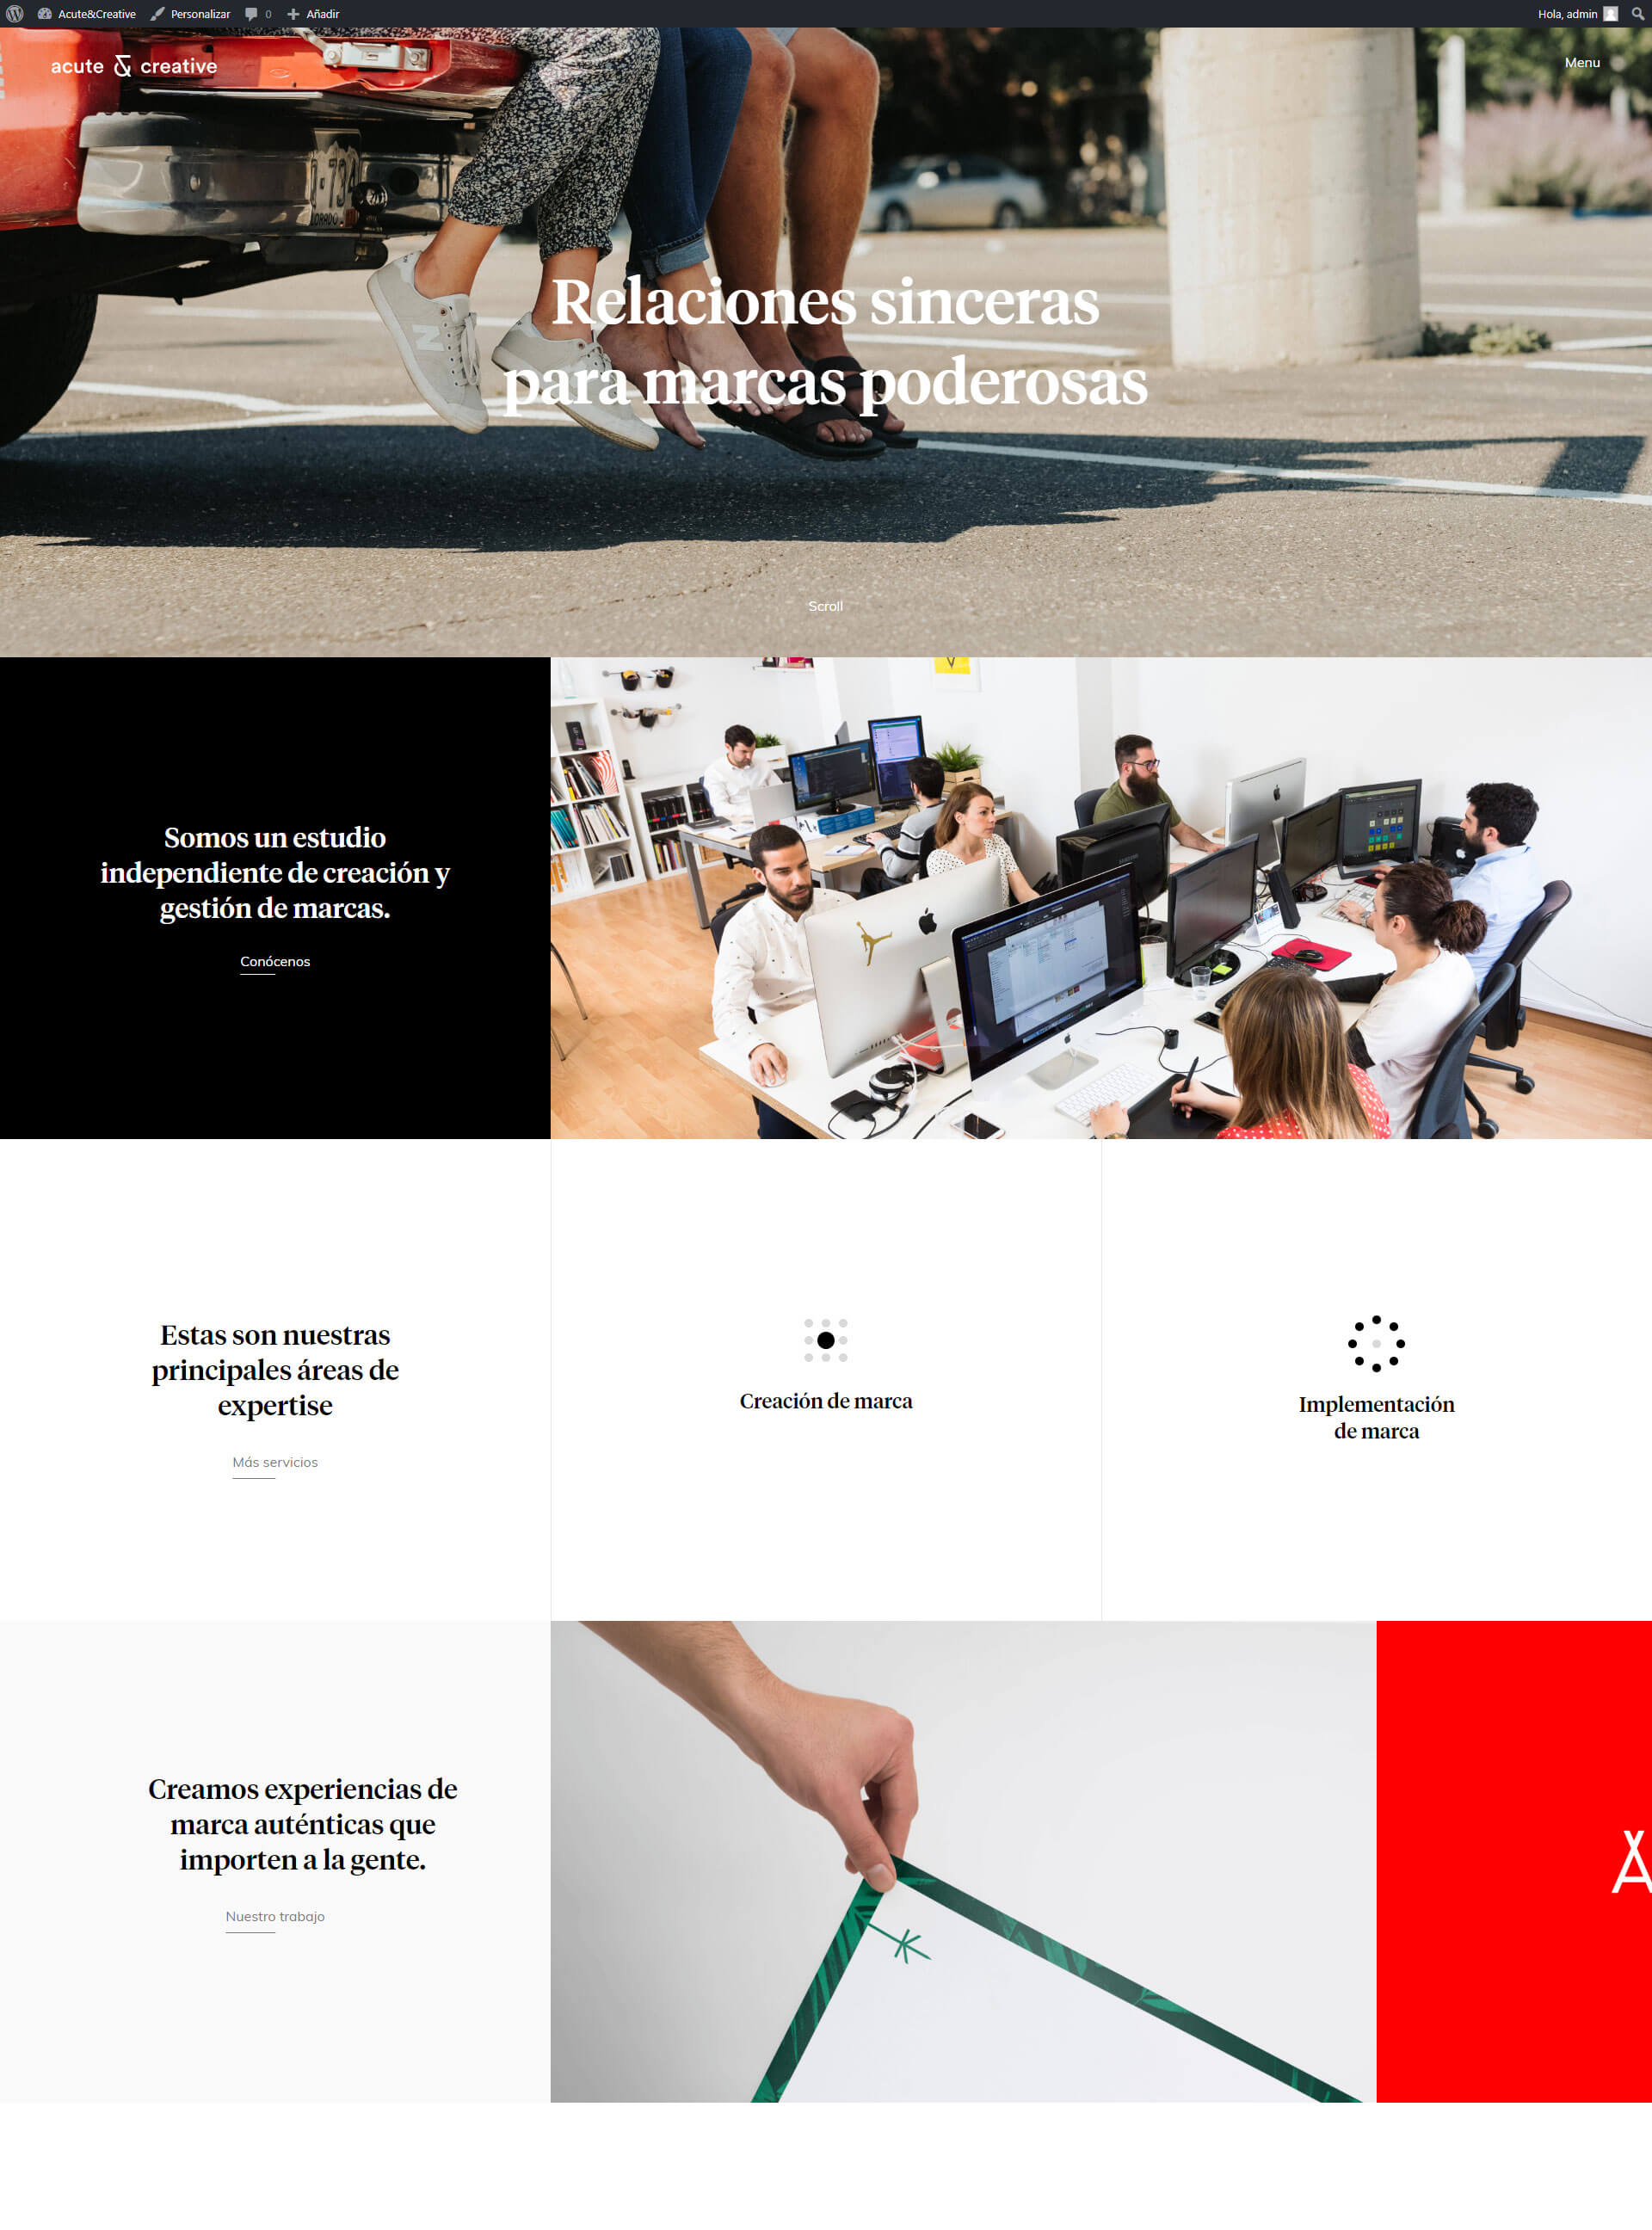 Acute&Creative Personalizar 0 Añadir Hola, admin
acute & creative Menu
Relaciones sinceras
para marcas poderosas
Scroll
Somos un estudio
independiente de creación y
gestión de marcas.
Conócenos
Estas son nuestras
principales áreas de
expertise
Más servicios
Creación de marca
Implementación
de marca
Creamos experiencias de
marca auténticas que
importen a la gente.
Nuestro trabajo